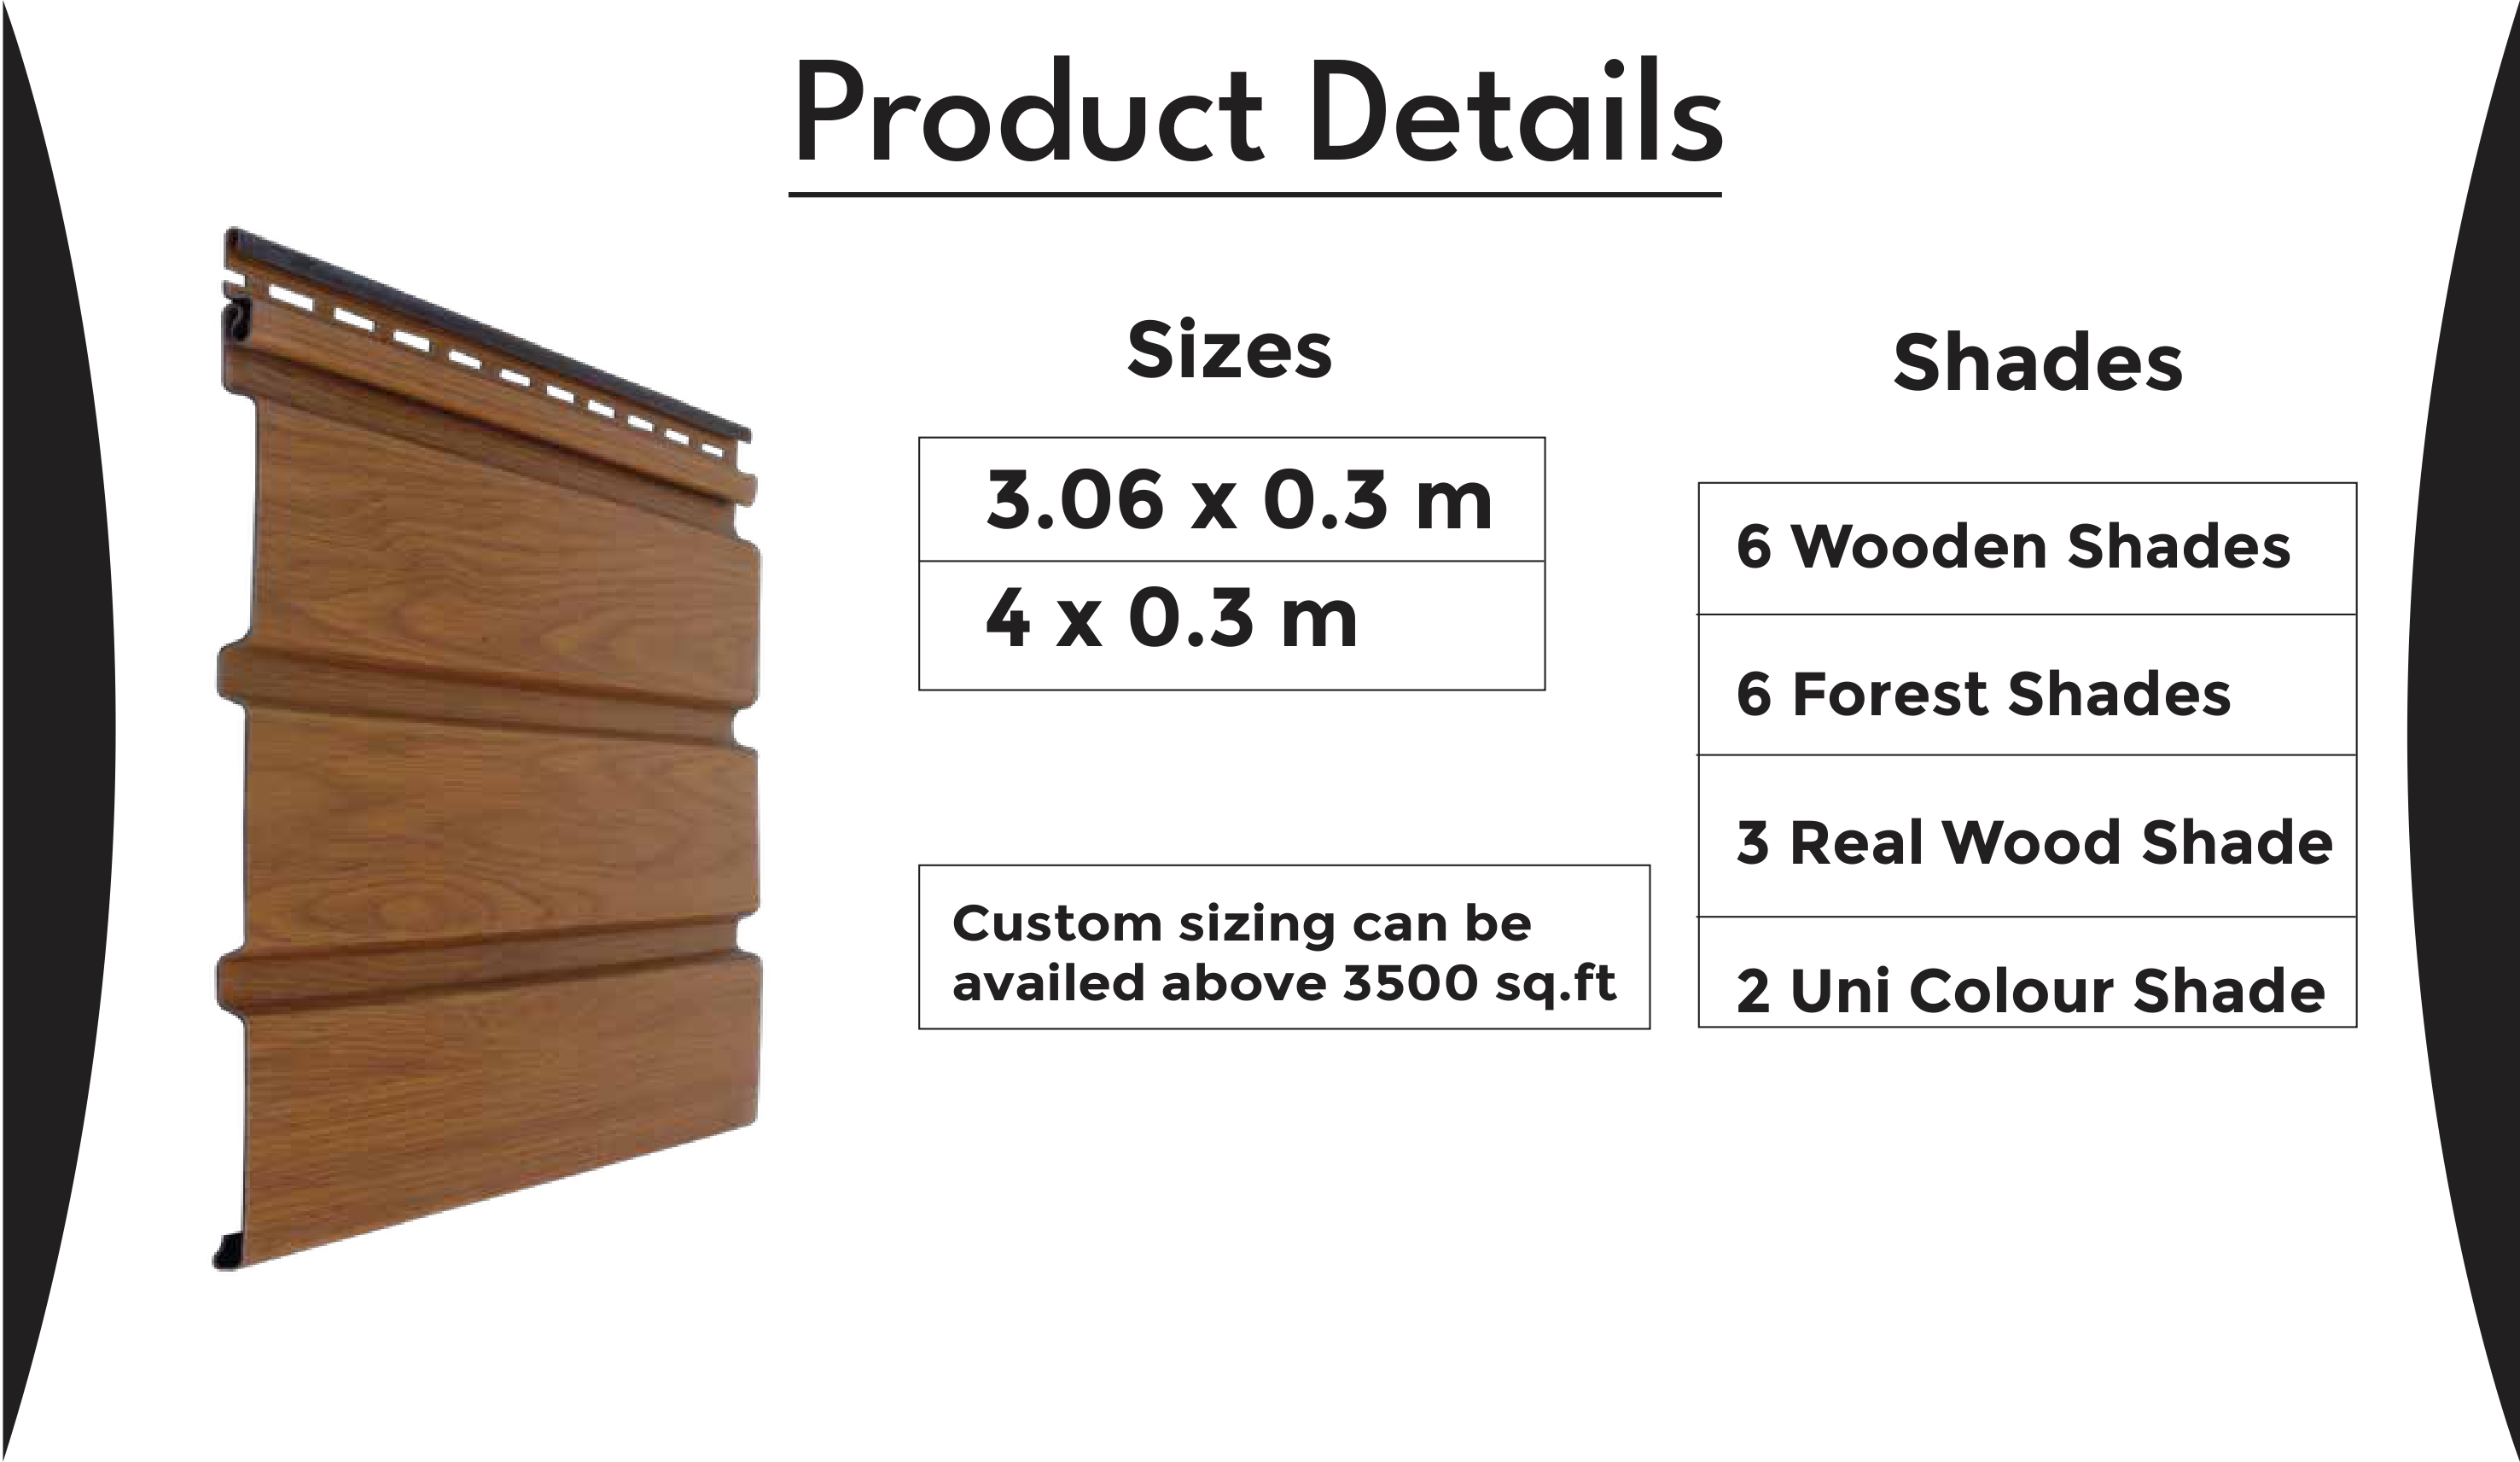 Product Details
Sizes
3.06 x 0.3 m
4 x 0.3 m
Custom sizing can be
availed above 3500 sq.ft
Shades
6 Wooden Shades
6 Forest Shades
3 Real Wood Shade
2 Uni Colour Shade